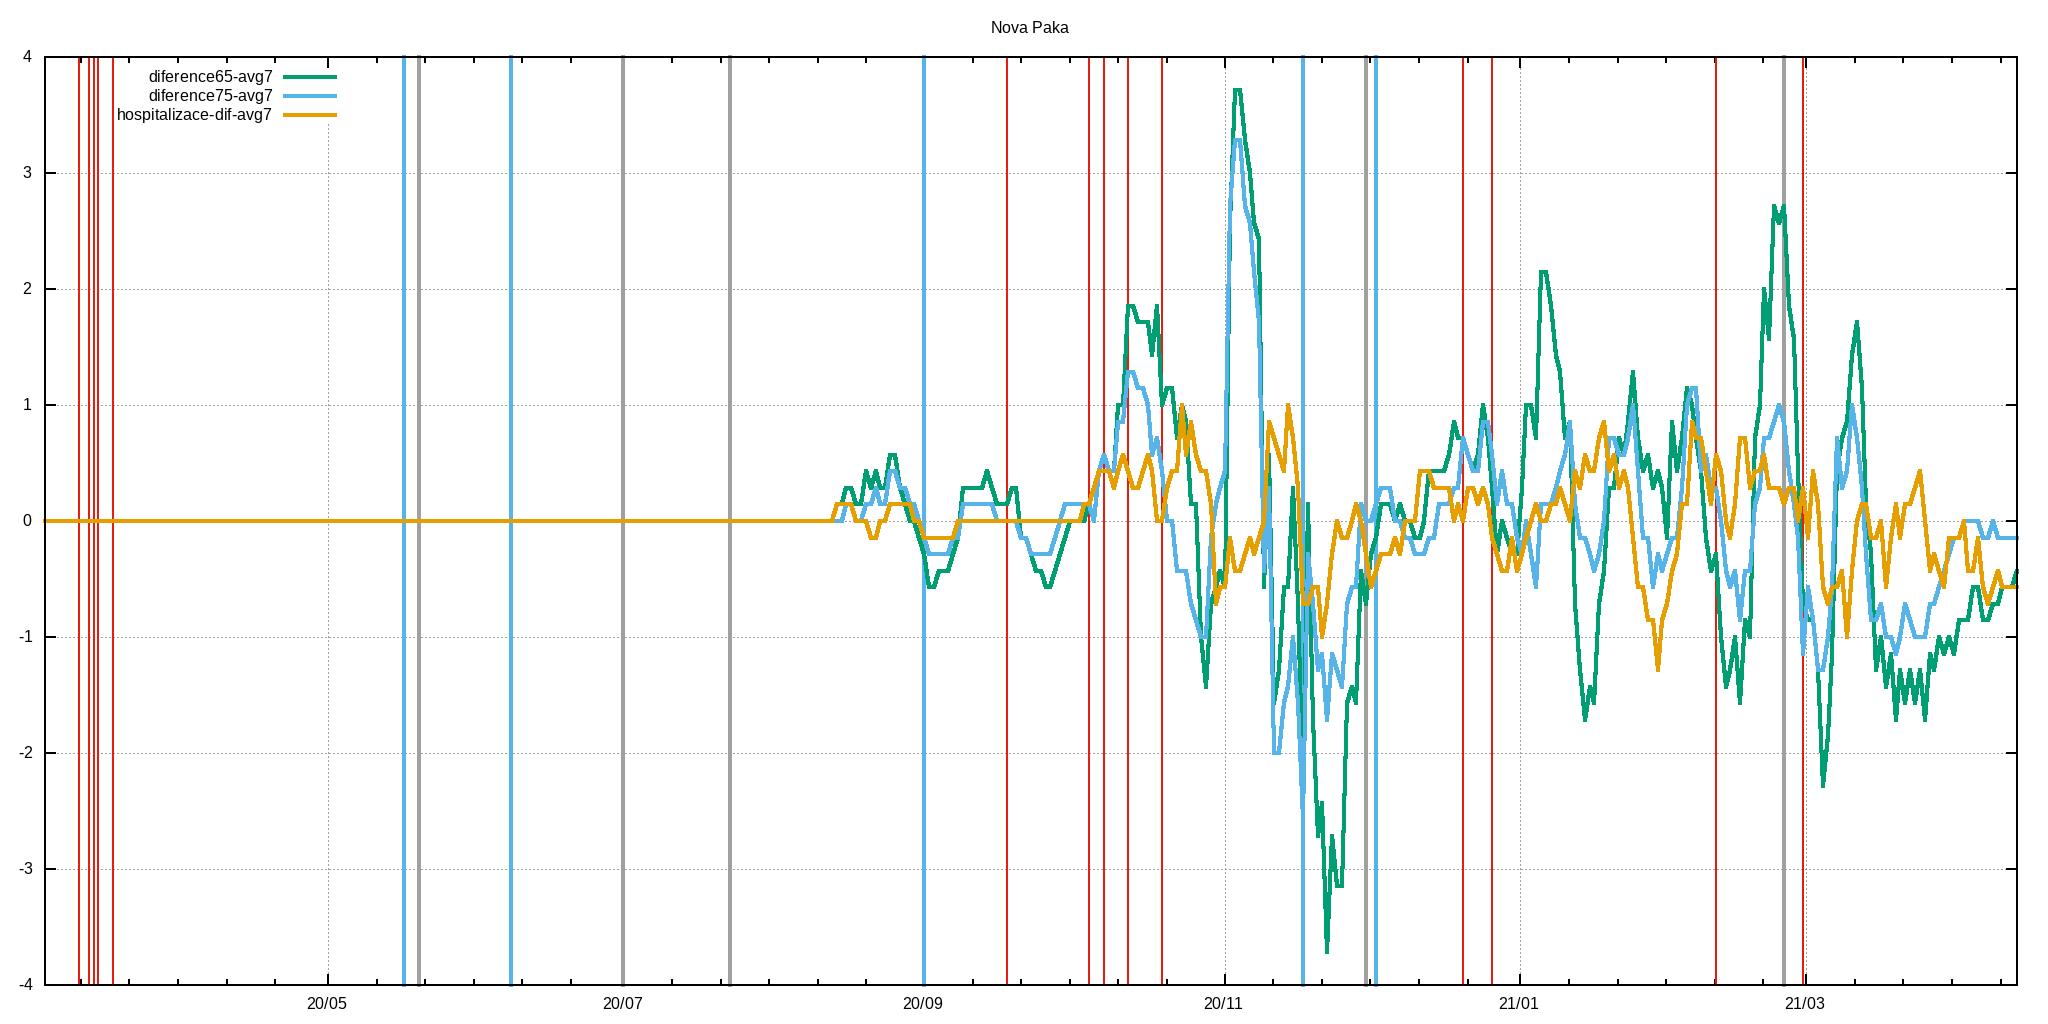 Nova Paka
diference65-avg7
diference75-avg7
hospitalizace-dif-avg7
4
3
2
1
0
-1
-2
-3
-4
20/05 20/07 20/09 20/11 21/01 21/03